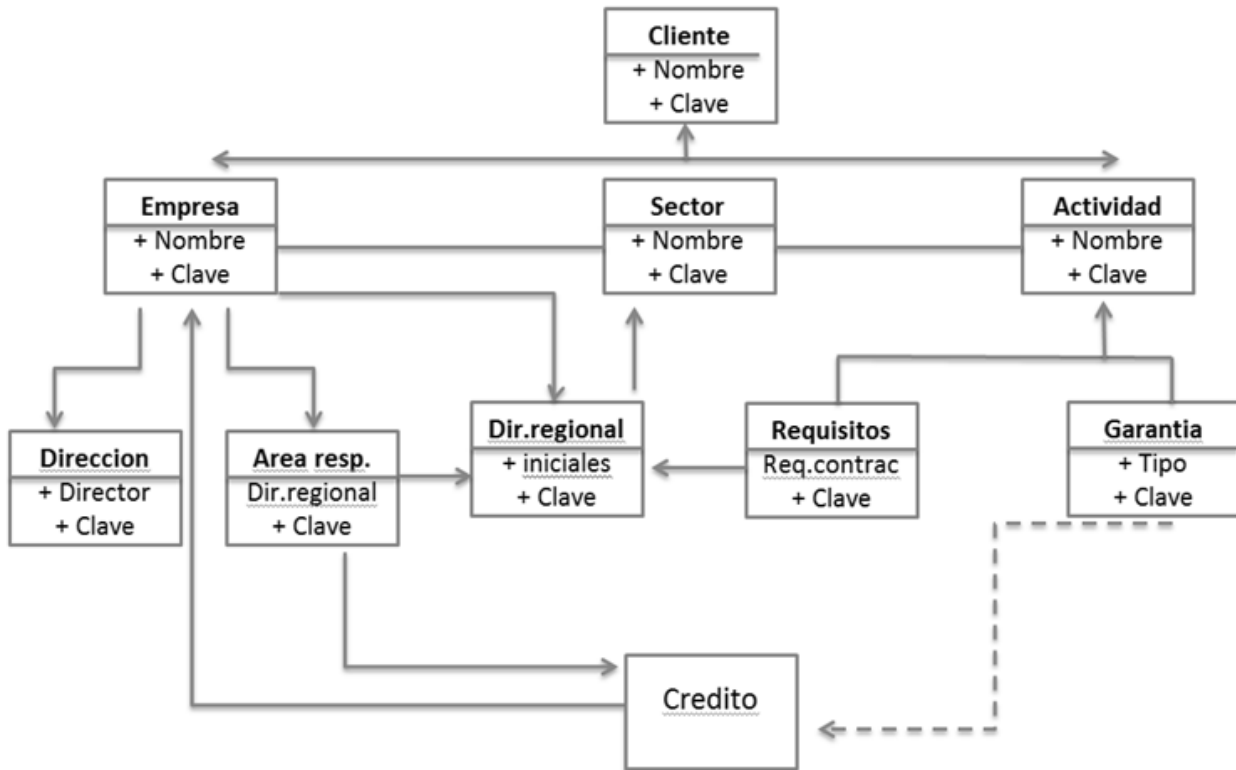 Cliente
+ Nombre
+ Clave
Empresa
+ Nombre
+ Clave
Sector
+ Nombre
+ Clave
Actividad
+ Nombre
+ Clave
Direccion
+ Director
+ Clave
Area resp.
Dir.regional
+ Clave
Dir.regional
+ iniciales
+ Clave
Requisitos
Req.contrac
+ Clave
Garantia
+ Tipo
+ Clave
Credito